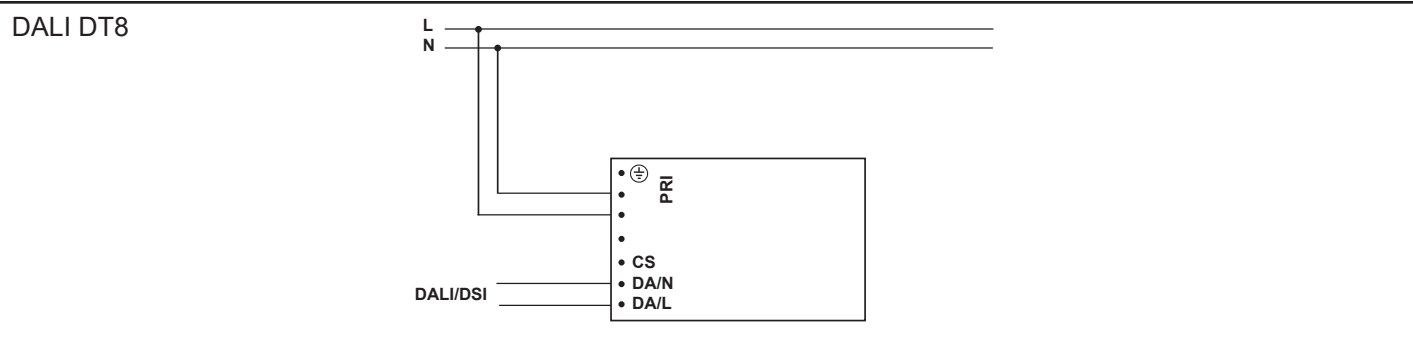 DALI DT8
L
N
PRI
CS
DA/N
DALI/DSI
DA/L